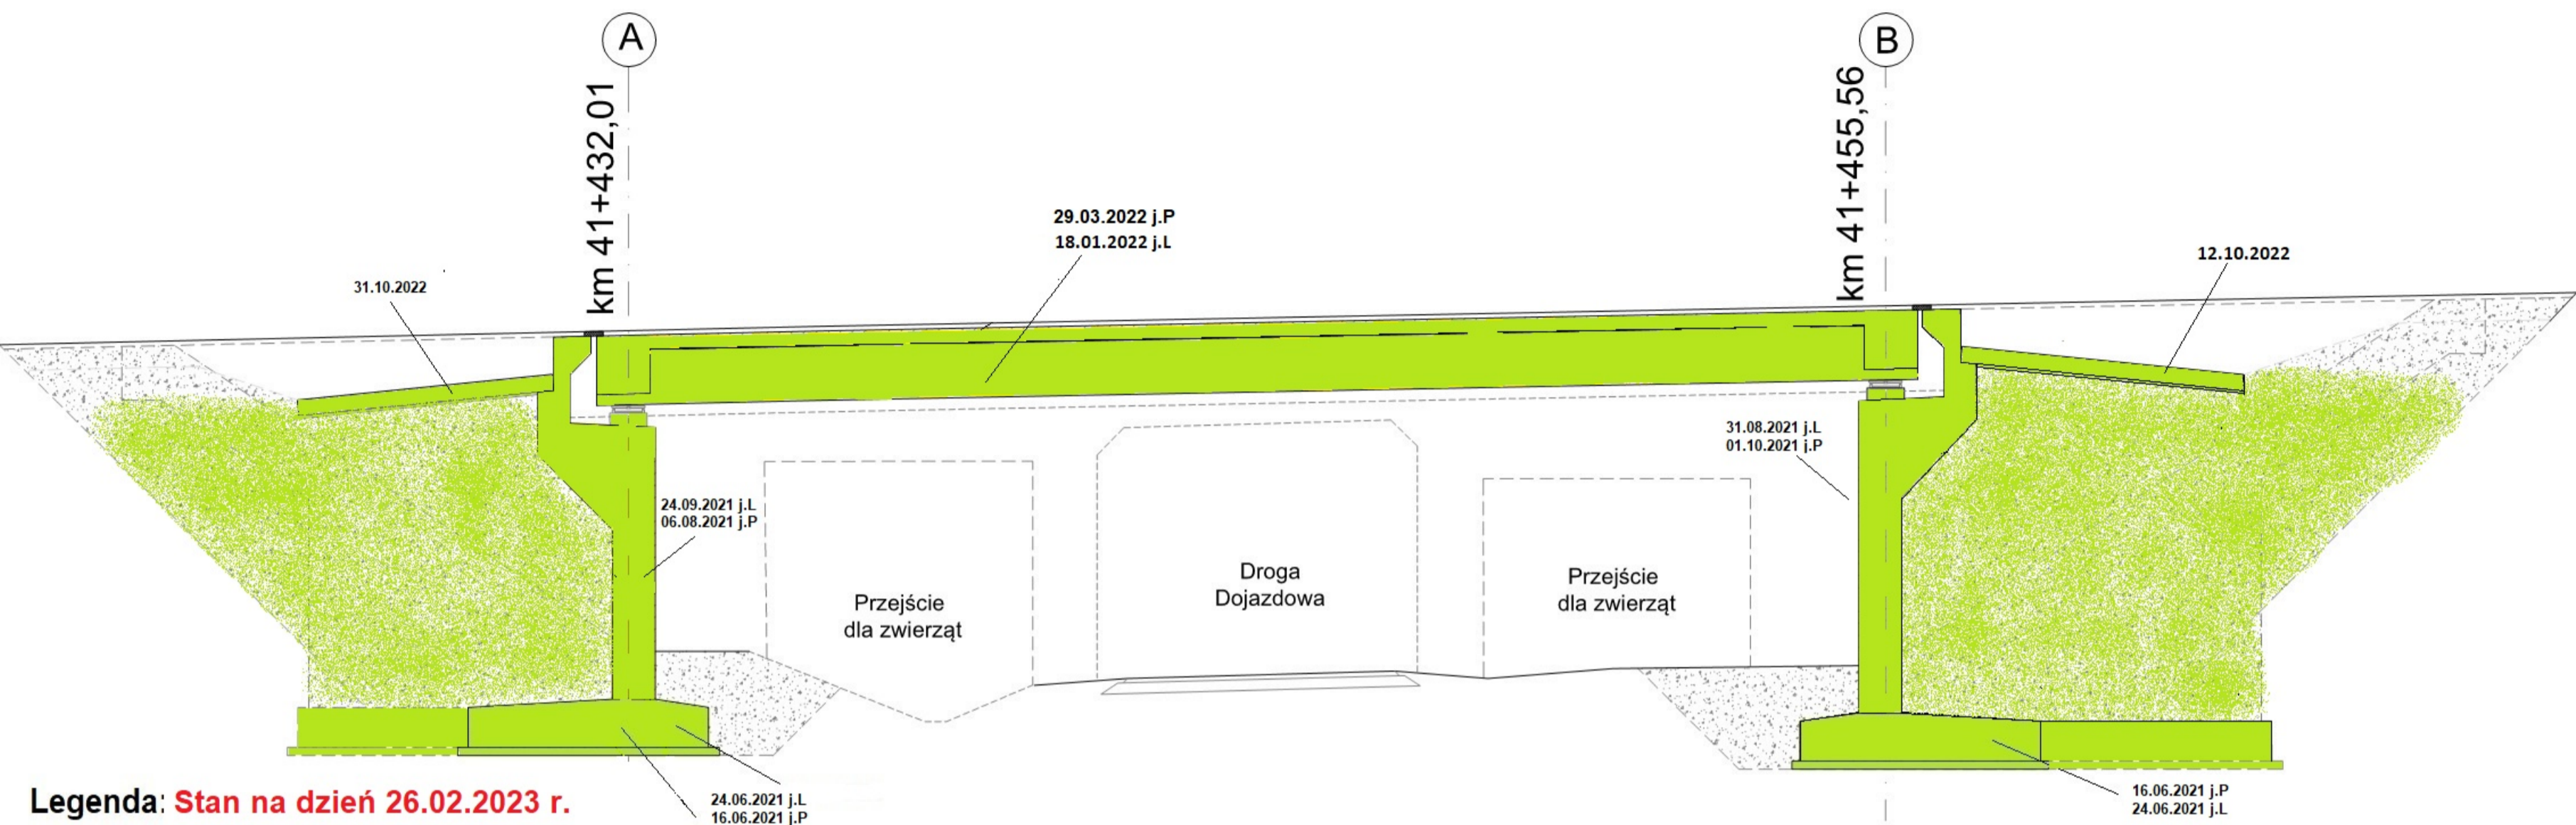 A
B
km 41+432,01
km 41+455,56
29.03.2022 j.P
18.01.2022 j.L
31.10.2022
12.10.2022
31.08.2021 j.L
01.10.2021 j.P
24.09.2021 j.L
06.08.2021 j.P
Przejście
dla zwierząt
Droga
Dojazdowa
Przejście
dla zwierząt
24.06.2021 j.L
16.06.2021 j.P
16.06.2021 j.P
24.06.2021 j.L
Legenda: Stan na dzień 26.02.2023 r.